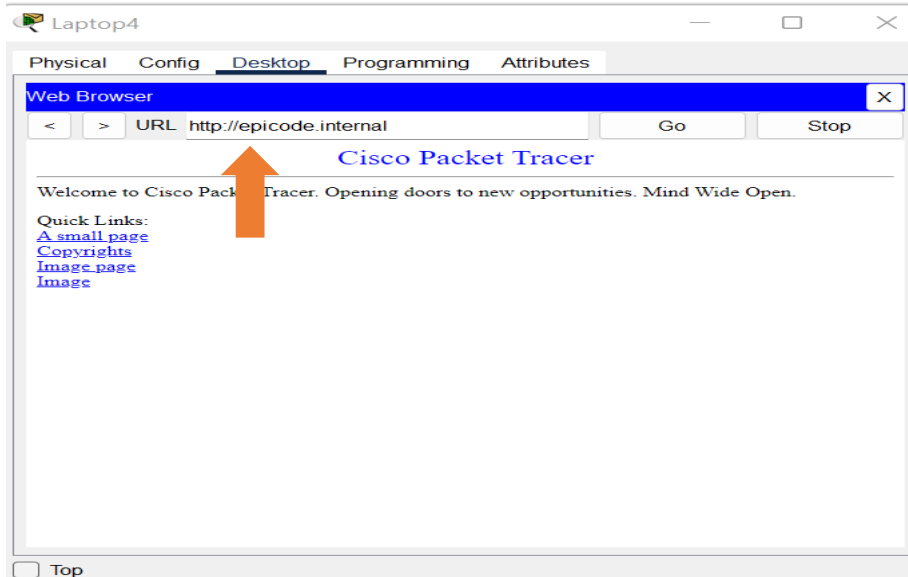 Laptop4
Physical Config Desktop Programming Attributes
Web Browser X
< > URL http://epicode.internal Go Stop
Cisco Packet Tracer
Welcome to Cisco Packet Tracer. Opening doors to new opportunities. Mind Wide Open.
Quick Links:
A small page
Copyrights
Image page
Image
Top